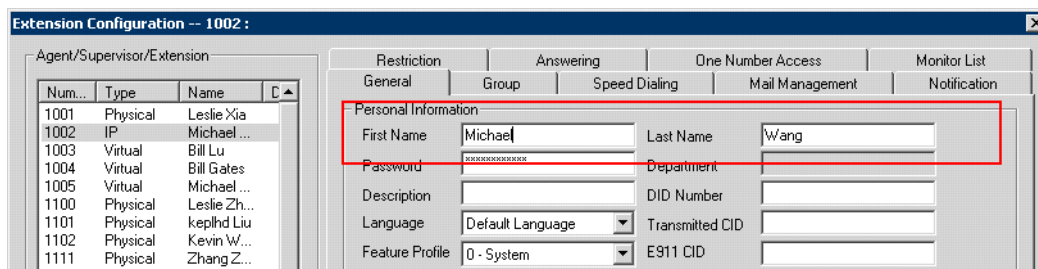 Extension Configuration -- 1002 :
Agent/Supervisor/Extension
Num... Type Name
1001 Physical Leslie Xia
1002 IP Michael ...
1003 Virtual Bill Lu
1004 Virtual Bill Gates
1005 Virtual Michael ...
1100 Physical Leslie Zh...
1101 Physical keplhd Liu
1102 Physical Kevin W...
1111 Physical Zhang Z...
Restriction Answering One Number Access Monitor List
General Group Speed Dialing Mail Management Notification
Personal Information
First Name Michael Last Name Wang
Password xxxxxxxxxxxx Department
Description DID Number
Language Default Language Transmitted CID
Feature Profile 0 - System E911 CID